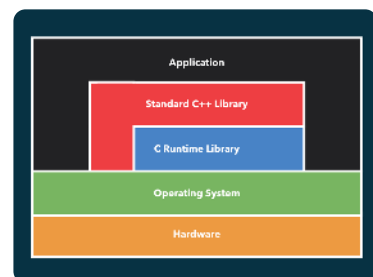 Application
Standard C++ Library
C Runtime Library
Operating System
Hardware